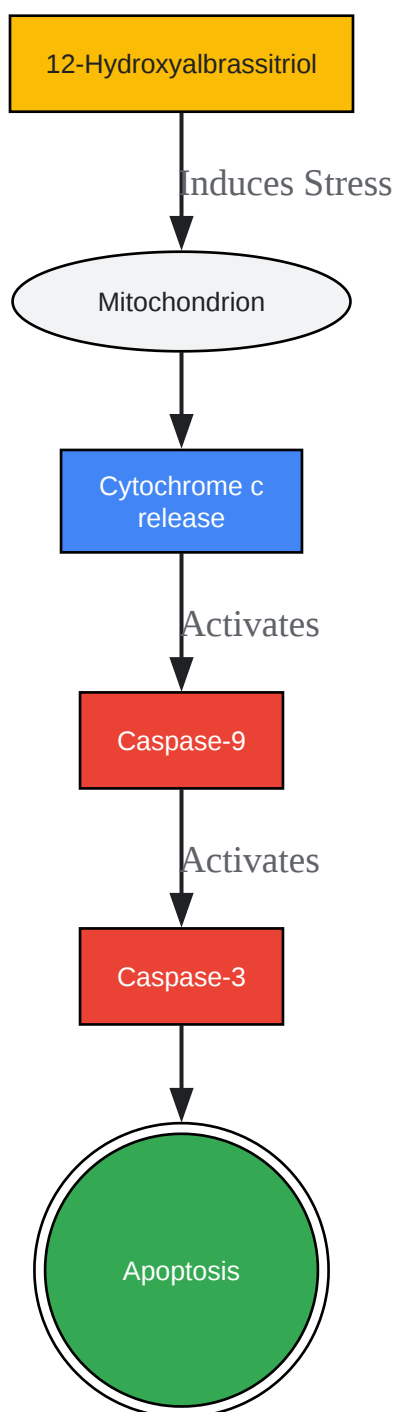 12-Hydroxyalbrassitriol
Induces Stress
Mitochondrion
Cytochrome c
release
Activates
Caspase-9
Activates
Caspase-3
Apoptosis